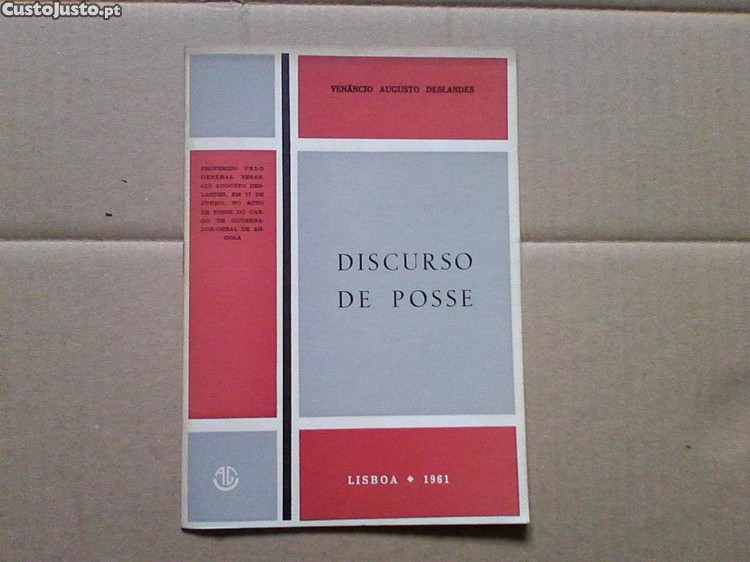 CustoJusto.pt
VENÂNCIO AUGUSTO DESLANDES
PROFERIDO PELO
GENERAL VENÂN-
CIO AUGUSTO DES-
LANDES, EM 17 DE
JUNHO, NO ACTO
DE POSSE DO CAR-
GO DE GOVERNA-
DOR-GERAL DE AN-
GOLA
DISCURSO
DE POSSE
LISBOA 1961